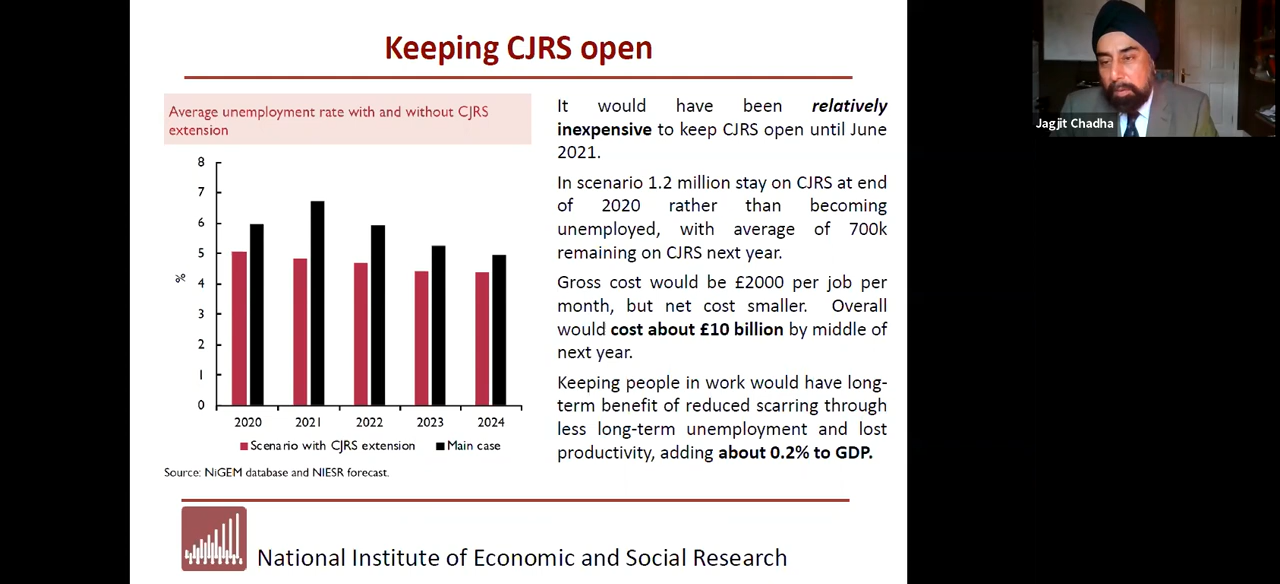 Keeping CJRS open
Average unemployment rate with and without CJRS
extension
8
7
6
5
4
3
2
1
0
%
2020 2021 2022 2023 2024
Scenario with CJRS extension Main case
Source: NiGEM database and NIESR forecast.
It would have been relatively
inexpensive to keep CJRS open until June
2021.
In scenario 1.2 million stay on CJRS at end
of 2020 rather than becoming
unemployed, with average of 700k
remaining on CJRS next year.
Gross cost would be £2000 per job per
month, but net cost smaller. Overall
would cost about £10 billion by middle of
next year.
Keeping people in work would have long-
term benefit of reduced scarring through
less long-term unemployment and lost
productivity, adding about 0.2% to GDP.
National Institute of Economic and Social Research
Jagjit Chadha